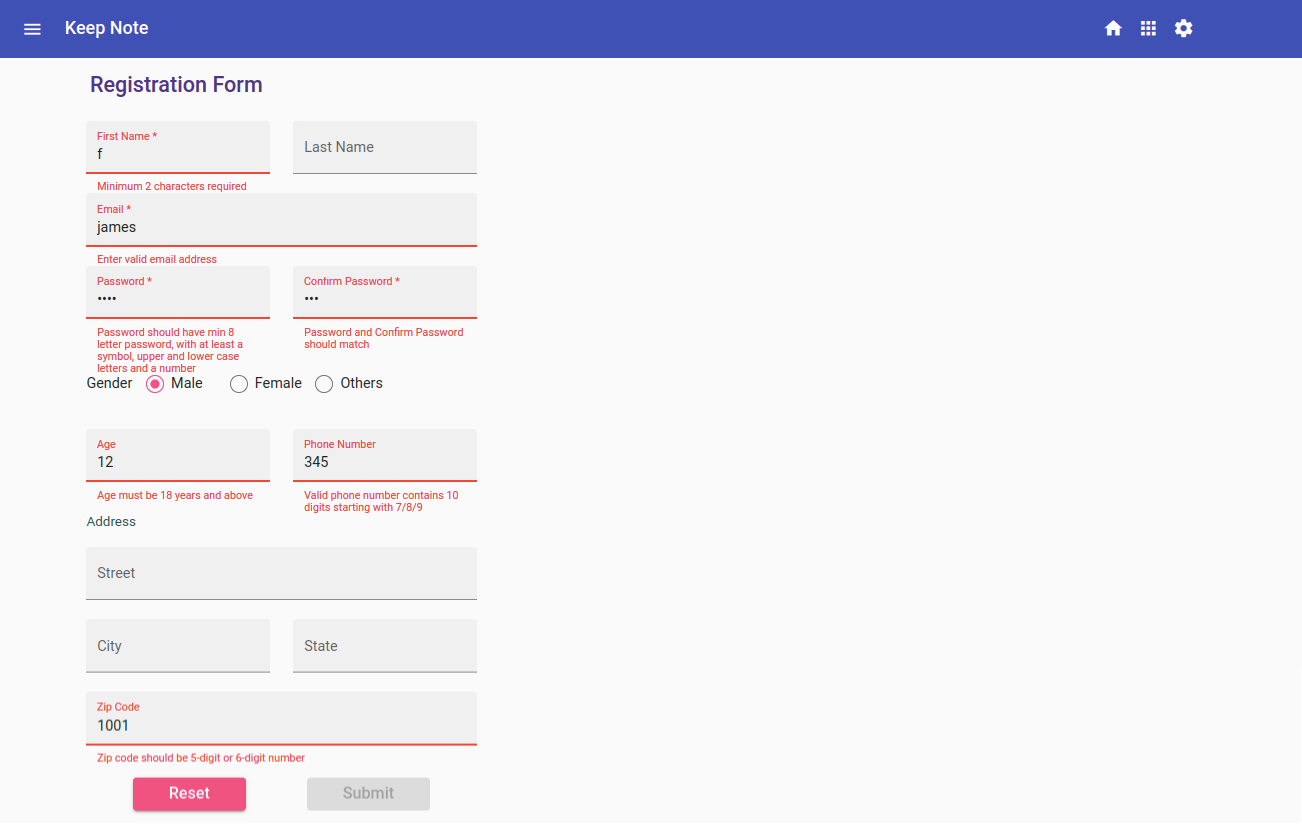 Keep Note
Registration Form
First Name *
f
Last Name
Minimum 2 characters required
Email *
james
Enter valid email address
Password *
••••
Confirm Password *
•••
Password should have min 8
letter password, with at least a
symbol, upper and lower case
letters and a number
Password and Confirm Password
should match
Gender Male Female Others
Age
12
Phone Number
345
Age must be 18 years and above
Valid phone number contains 10
digits starting with 7/8/9
Address
Street
City
State
Zip Code
1001
Zip code should be 5-digit or 6-digit number
Reset
Submit